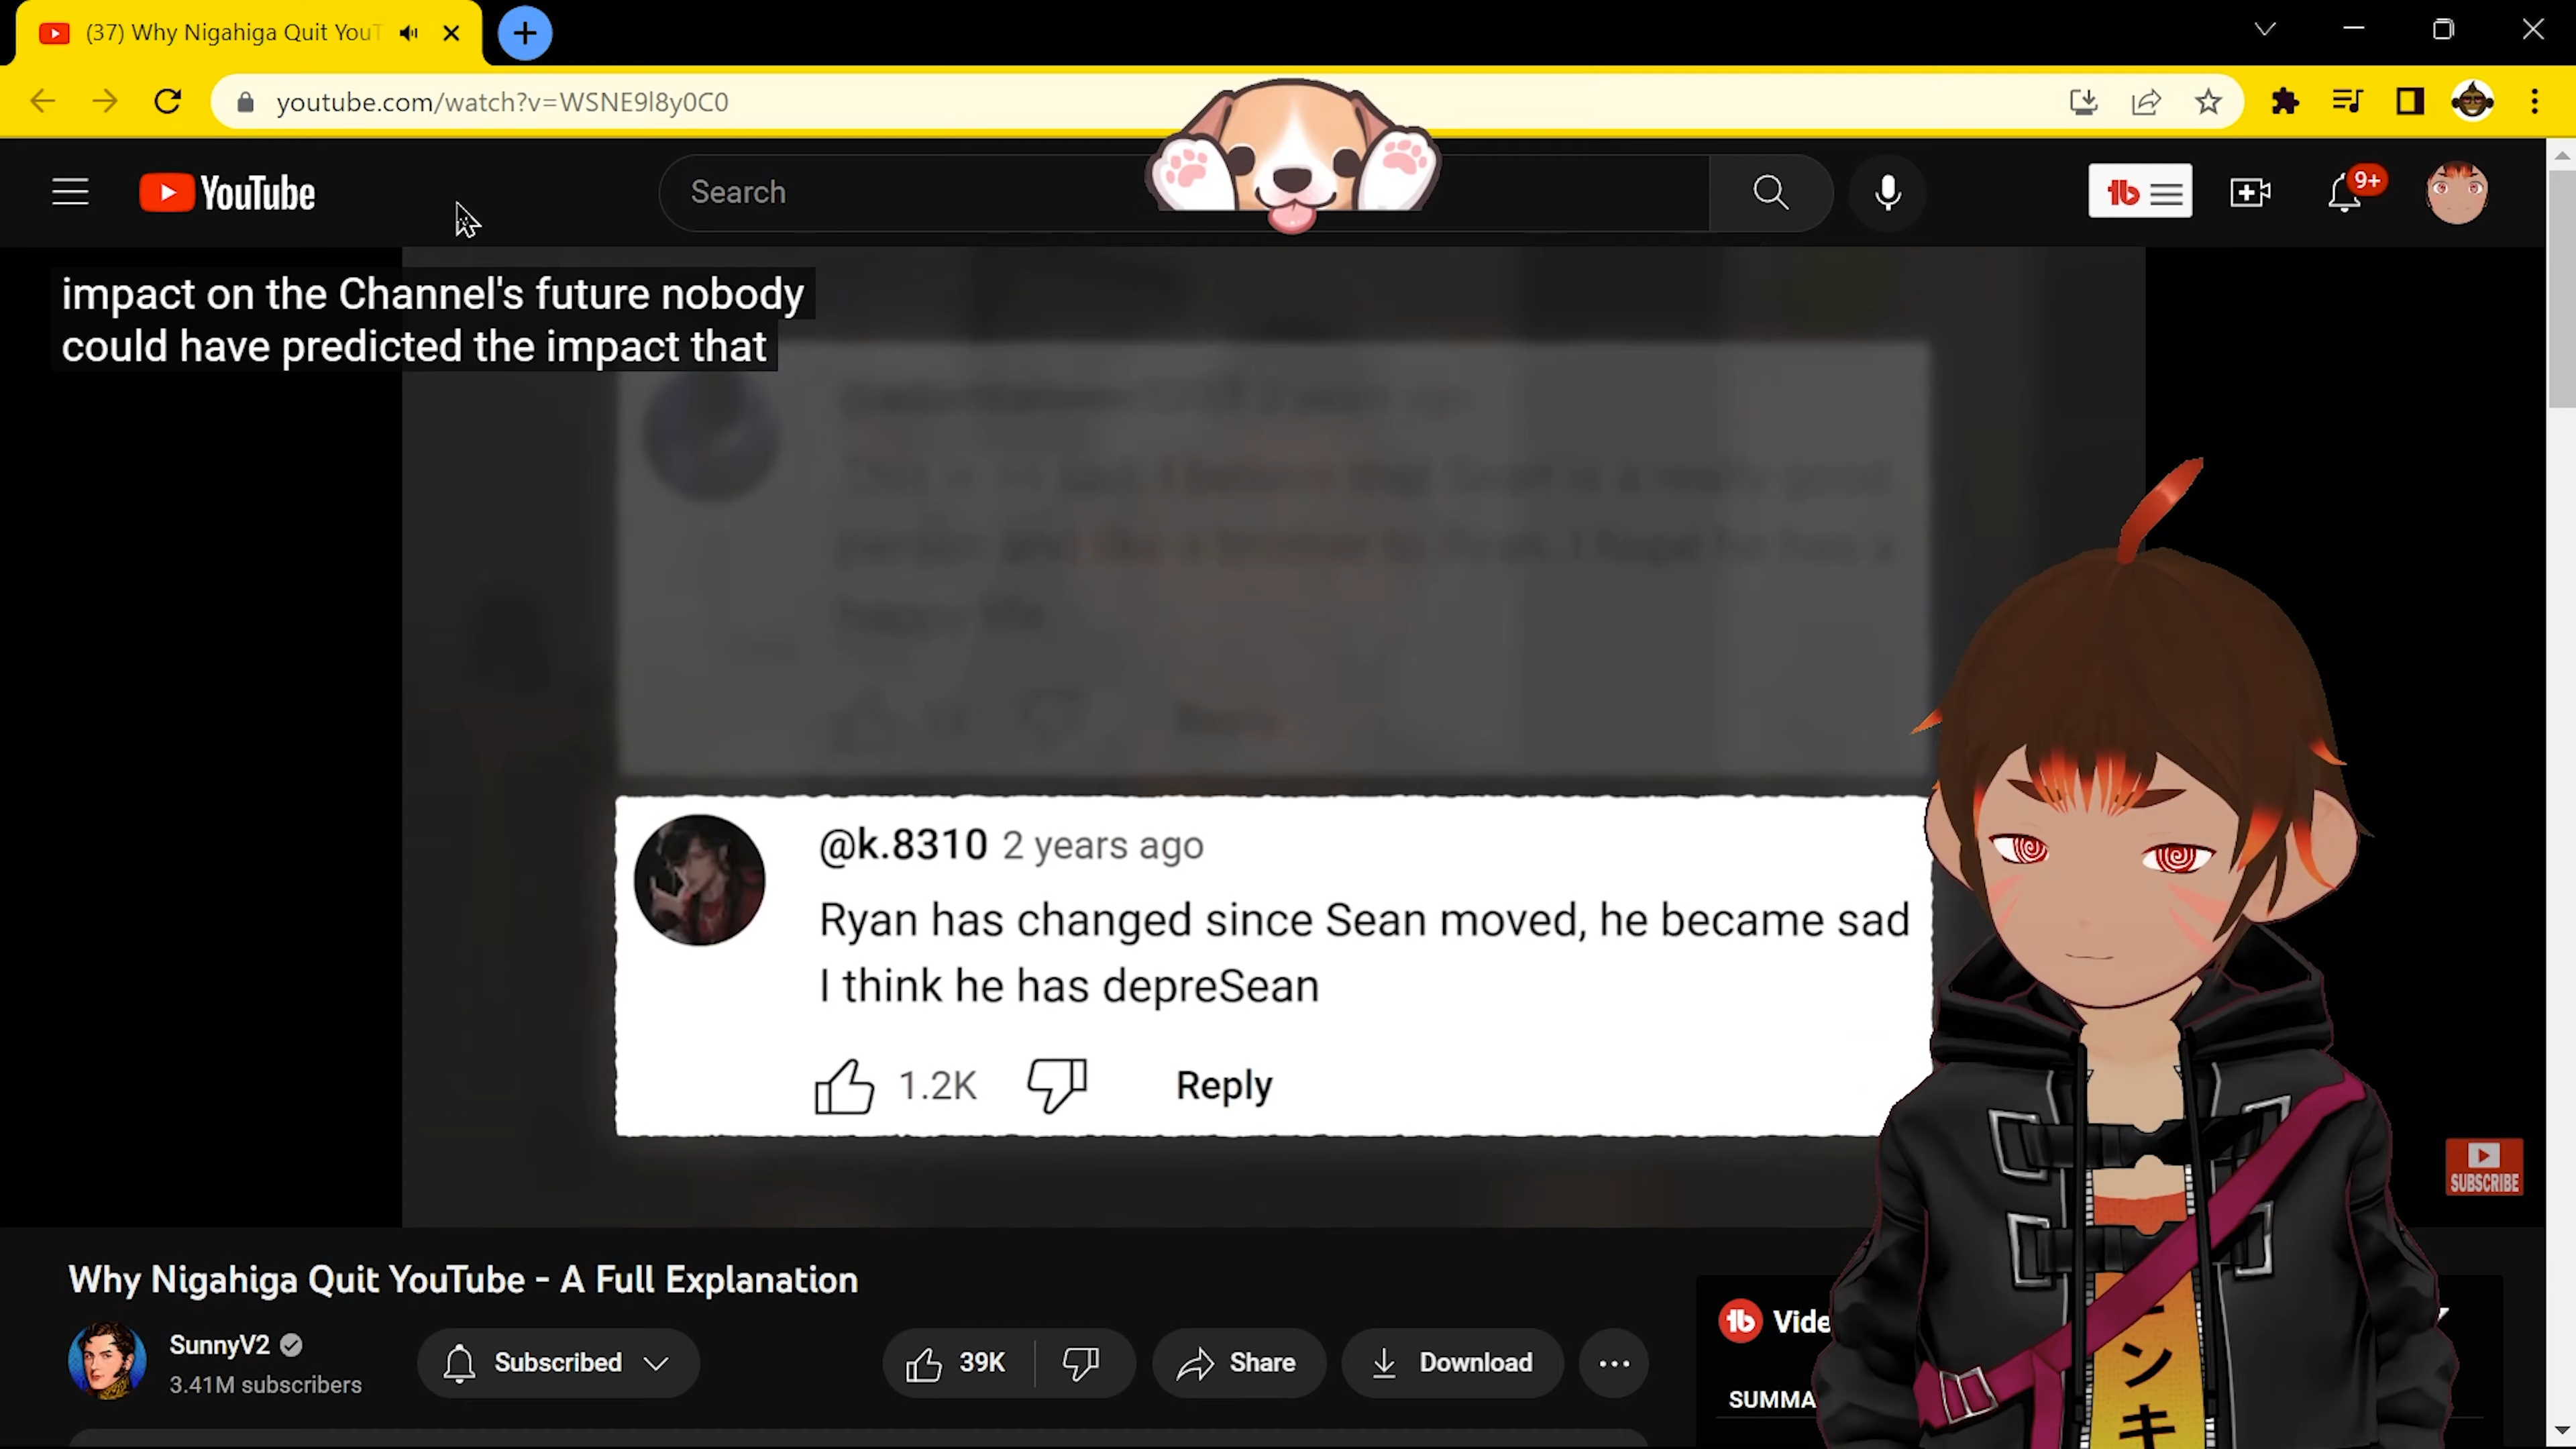 (37) Why Nigahiga Quit YouT
youtube.com/watch?v=WSNE9l8y0C0
YouTube
Search
9+
impact on the Channel's future nobody
could have predicted the impact that
@k.8310 2 years ago
Ryan has changed since Sean moved, he became sad
I think he has depreSean
1.2K
Reply
SUBSCRIBE
Why Nigahiga Quit YouTube - A Full Explanation
SunnyV2
3.41M subscribers
Subscribed
39K
Share
Download
Vide
SUMMA
ンキ